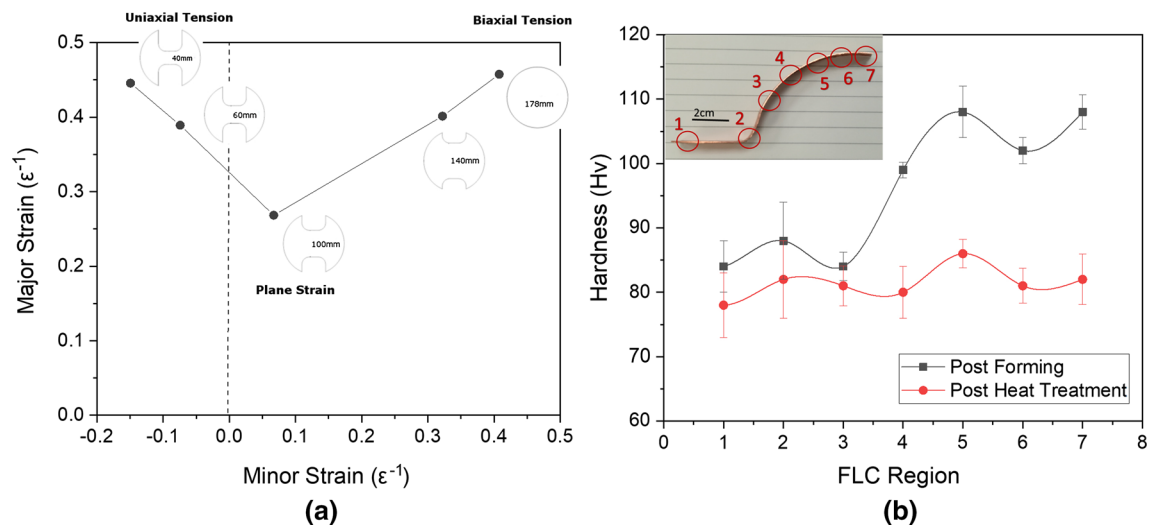 Uniaxial Tension
Biaxial Tension
0.5
0.4
0.3
0.2
0.1
0.0
Major Strain (ε⁻¹)
40mm
60mm
178mm
140mm
100mm
Plane Strain
-0.2 -0.1 0.0 0.1 0.2 0.3 0.4 0.5
Minor Strain (ε⁻¹)
(a)
120
110
100
90
80
70
60
Hardness (Hv)
1 2 3 4 5 6 7
2cm
Post Forming
Post Heat Treatment
0 1 2 3 4 5 6 7 8
FLC Region
(b)